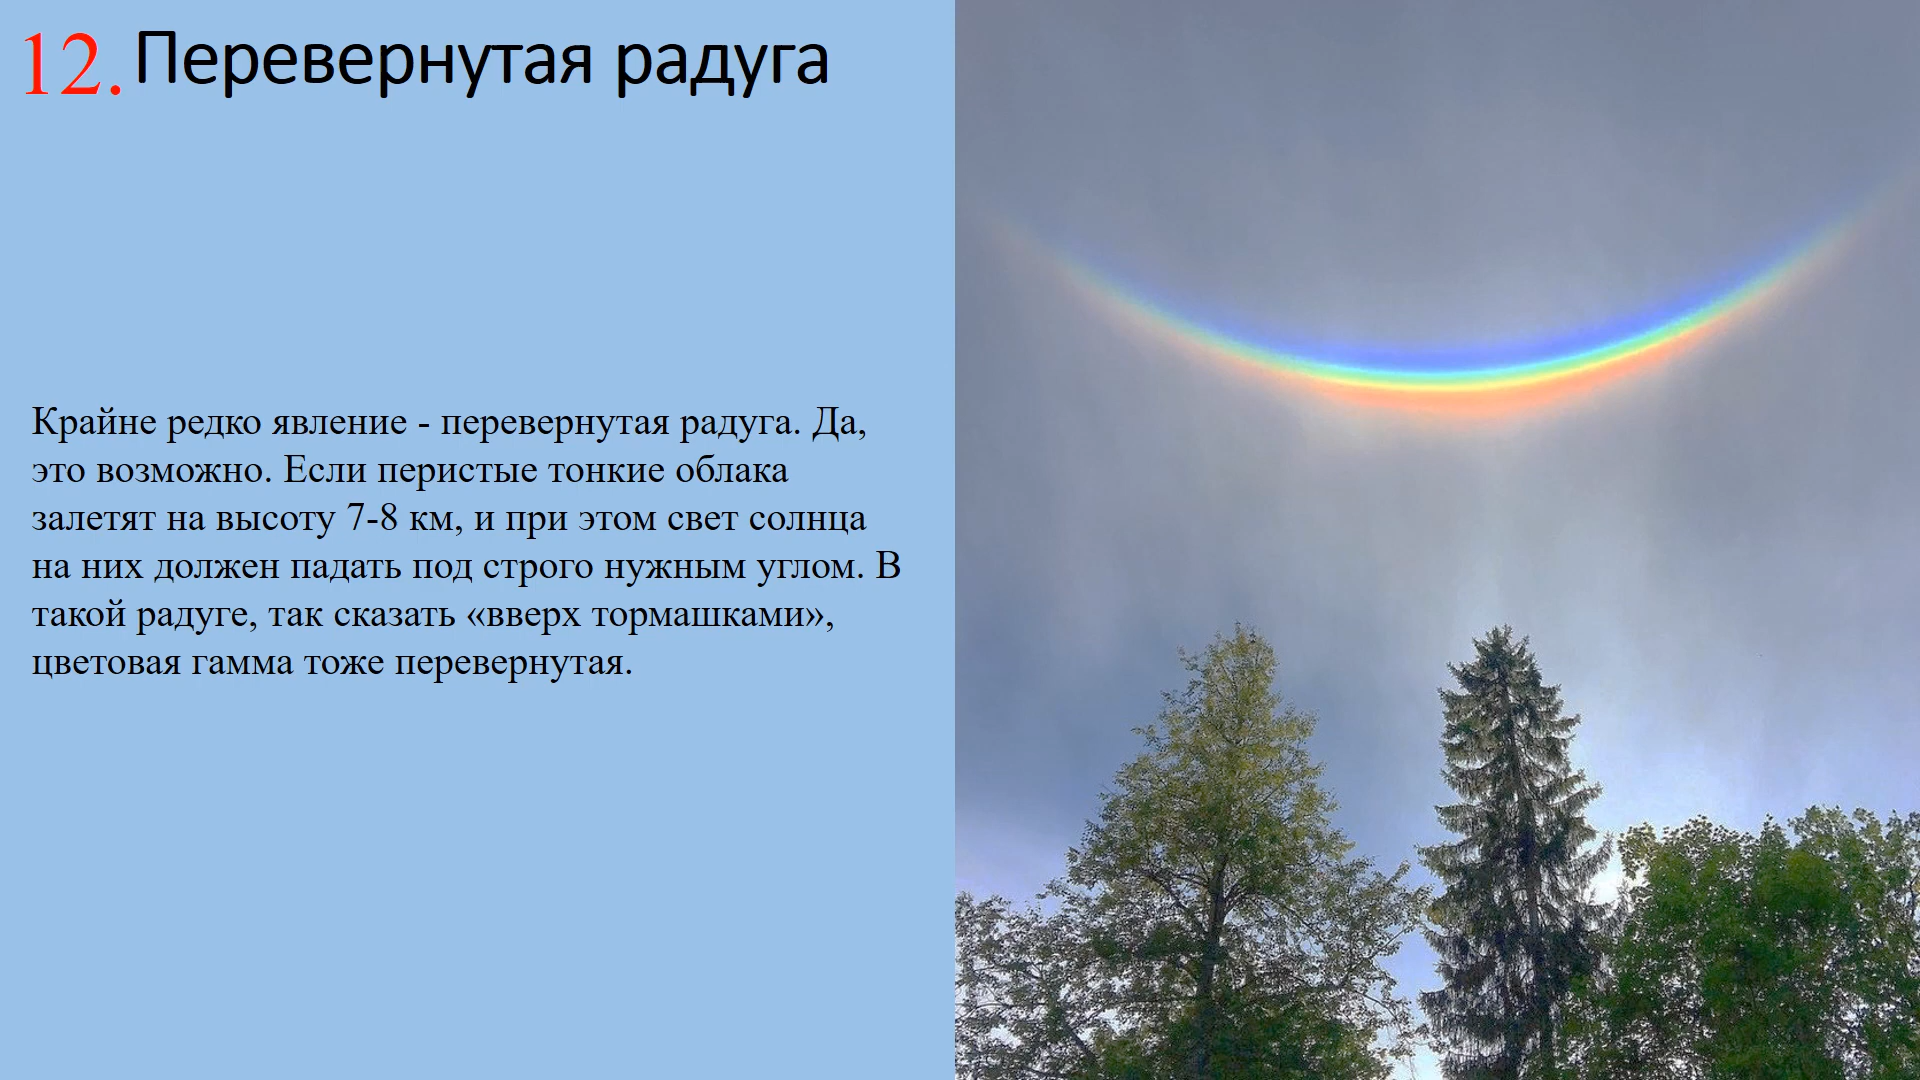 12. Перевернутая радуга
Крайне редко явление - перевернутая радуга. Да,
это возможно. Если перистые тонкие облака
залетят на высоту 7-8 км, и при этом свет солнца
на них должен падать под строго нужным углом. В
такой радуге, так сказать «вверх тормашками»,
цветовая гамма тоже перевернутая.